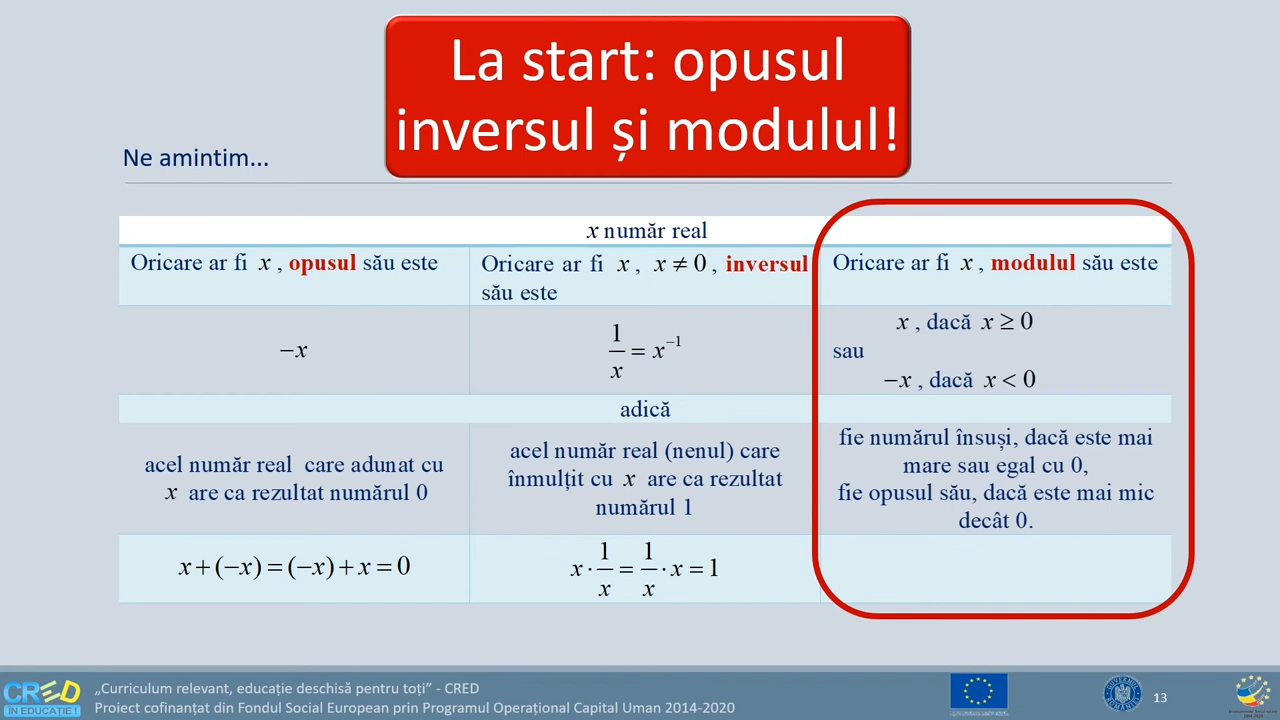 La start: opusul
inversul și modulul!
Ne amintim...
x număr real
Oricare ar fi x , opusul său este
Oricare ar fi x , x ≠ 0 , inversul
său este
Oricare ar fi x , modulul său este
−x
1/x = x⁻¹
x , dacă x ≥ 0
sau
−x , dacă x < 0
adică
acel număr real care adunat cu
x are ca rezultat numărul 0
acel număr real (nenul) care
înmulțit cu x are ca rezultat
numărul 1
fie numărul însuși, dacă este mai
mare sau egal cu 0,
fie opusul său, dacă este mai mic
decât 0.
x + (−x) = (−x) + x = 0
x · 1/x = 1/x · x = 1
CRED
ÎN EDUCAȚIE !
„Curriculum relevant, educație deschisă pentru toți” - CRED
Proiect cofinanțat din Fondul Social European prin Programul Operațional Capital Uman 2014-2020
13